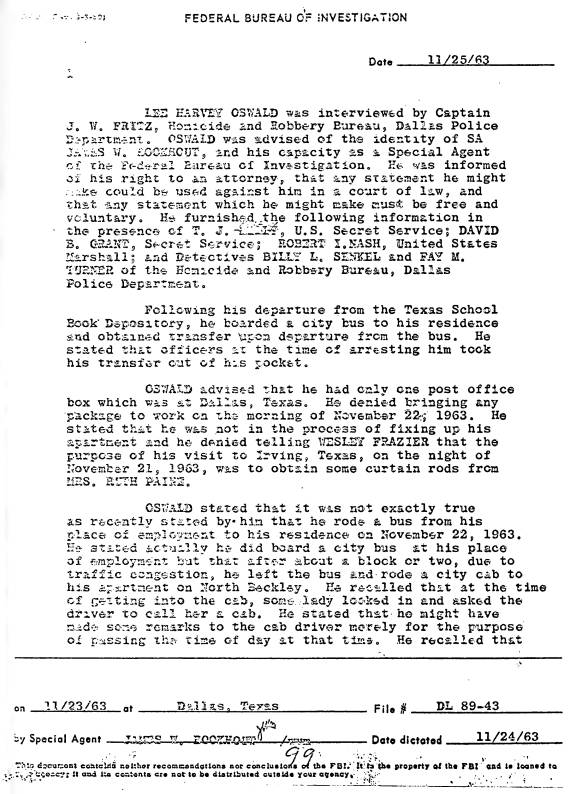 FEDERAL BUREAU OF INVESTIGATION
Date 11/25/63
1
LEE HARVEY OSWALD was interviewed by Captain
J. W. FRITZ, Homicide and Robbery Bureau, Dallas Police
Department. OSWALD was advised of the identity of SA
JAMES W. BOOKHOUT, and his capacity as a Special Agent
of the Federal Bureau of Investigation. He was informed
of his right to an attorney, that any statement he might
make could be used against him in a court of law, and
that any statement which he might make must be free and
voluntary. He furnished the following information in
the presence of T. J. U.S. Secret Service; DAVID
B. GRANT, Secret Service; ROBERT I.NASH, United States
Marshall; and Detectives BILLY L. SENKEL and FAY M.
TURNER of the Homicide and Robbery Bureau, Dallas
Police Department.
Following his departure from the Texas School
Book Depository, he boarded a city bus to his residence
and obtained transfer upon departure from the bus. He
stated that officers at the time of arresting him took
his transfer out of his pocket.
OSWALD advised that he had only one post office
box which was at Dallas, Texas. He denied bringing any
package to work on the morning of November 22, 1963. He
stated that he was not in the process of fixing up his
apartment and he denied telling WESLEY FRAZIER that the
purpose of his visit to Irving, Texas, on the night of
November 21, 1963, was to obtain some curtain rods from
MRS. RUTH PAINE.
OSWALD stated that it was not exactly true
as recently stated by him that he rode a bus from his
place of employment to his residence on November 22, 1963.
He stated actually he did board a city bus at his place
of employment but that after about a block or two, due to
traffic congestion, he left the bus and rode a city cab to
his apartment on North Beckley. He recalled that at the time
of getting into the cab, some lady looked in and asked the
driver to call her a cab. He stated that he might have
made some remarks to the cab driver merely for the purpose
of passing the time of day at that time. He recalled that
on 11/23/63 at Dallas, Texas File # DL 89-43
by Special Agent JAMES W. BOOKHOUT Date dictated 11/24/63
99
This document contains neither recommendations nor conclusions of the FBI. It is the property of the FBI and is loaned to
agency; it and its contents are not to be distributed outside your agency.